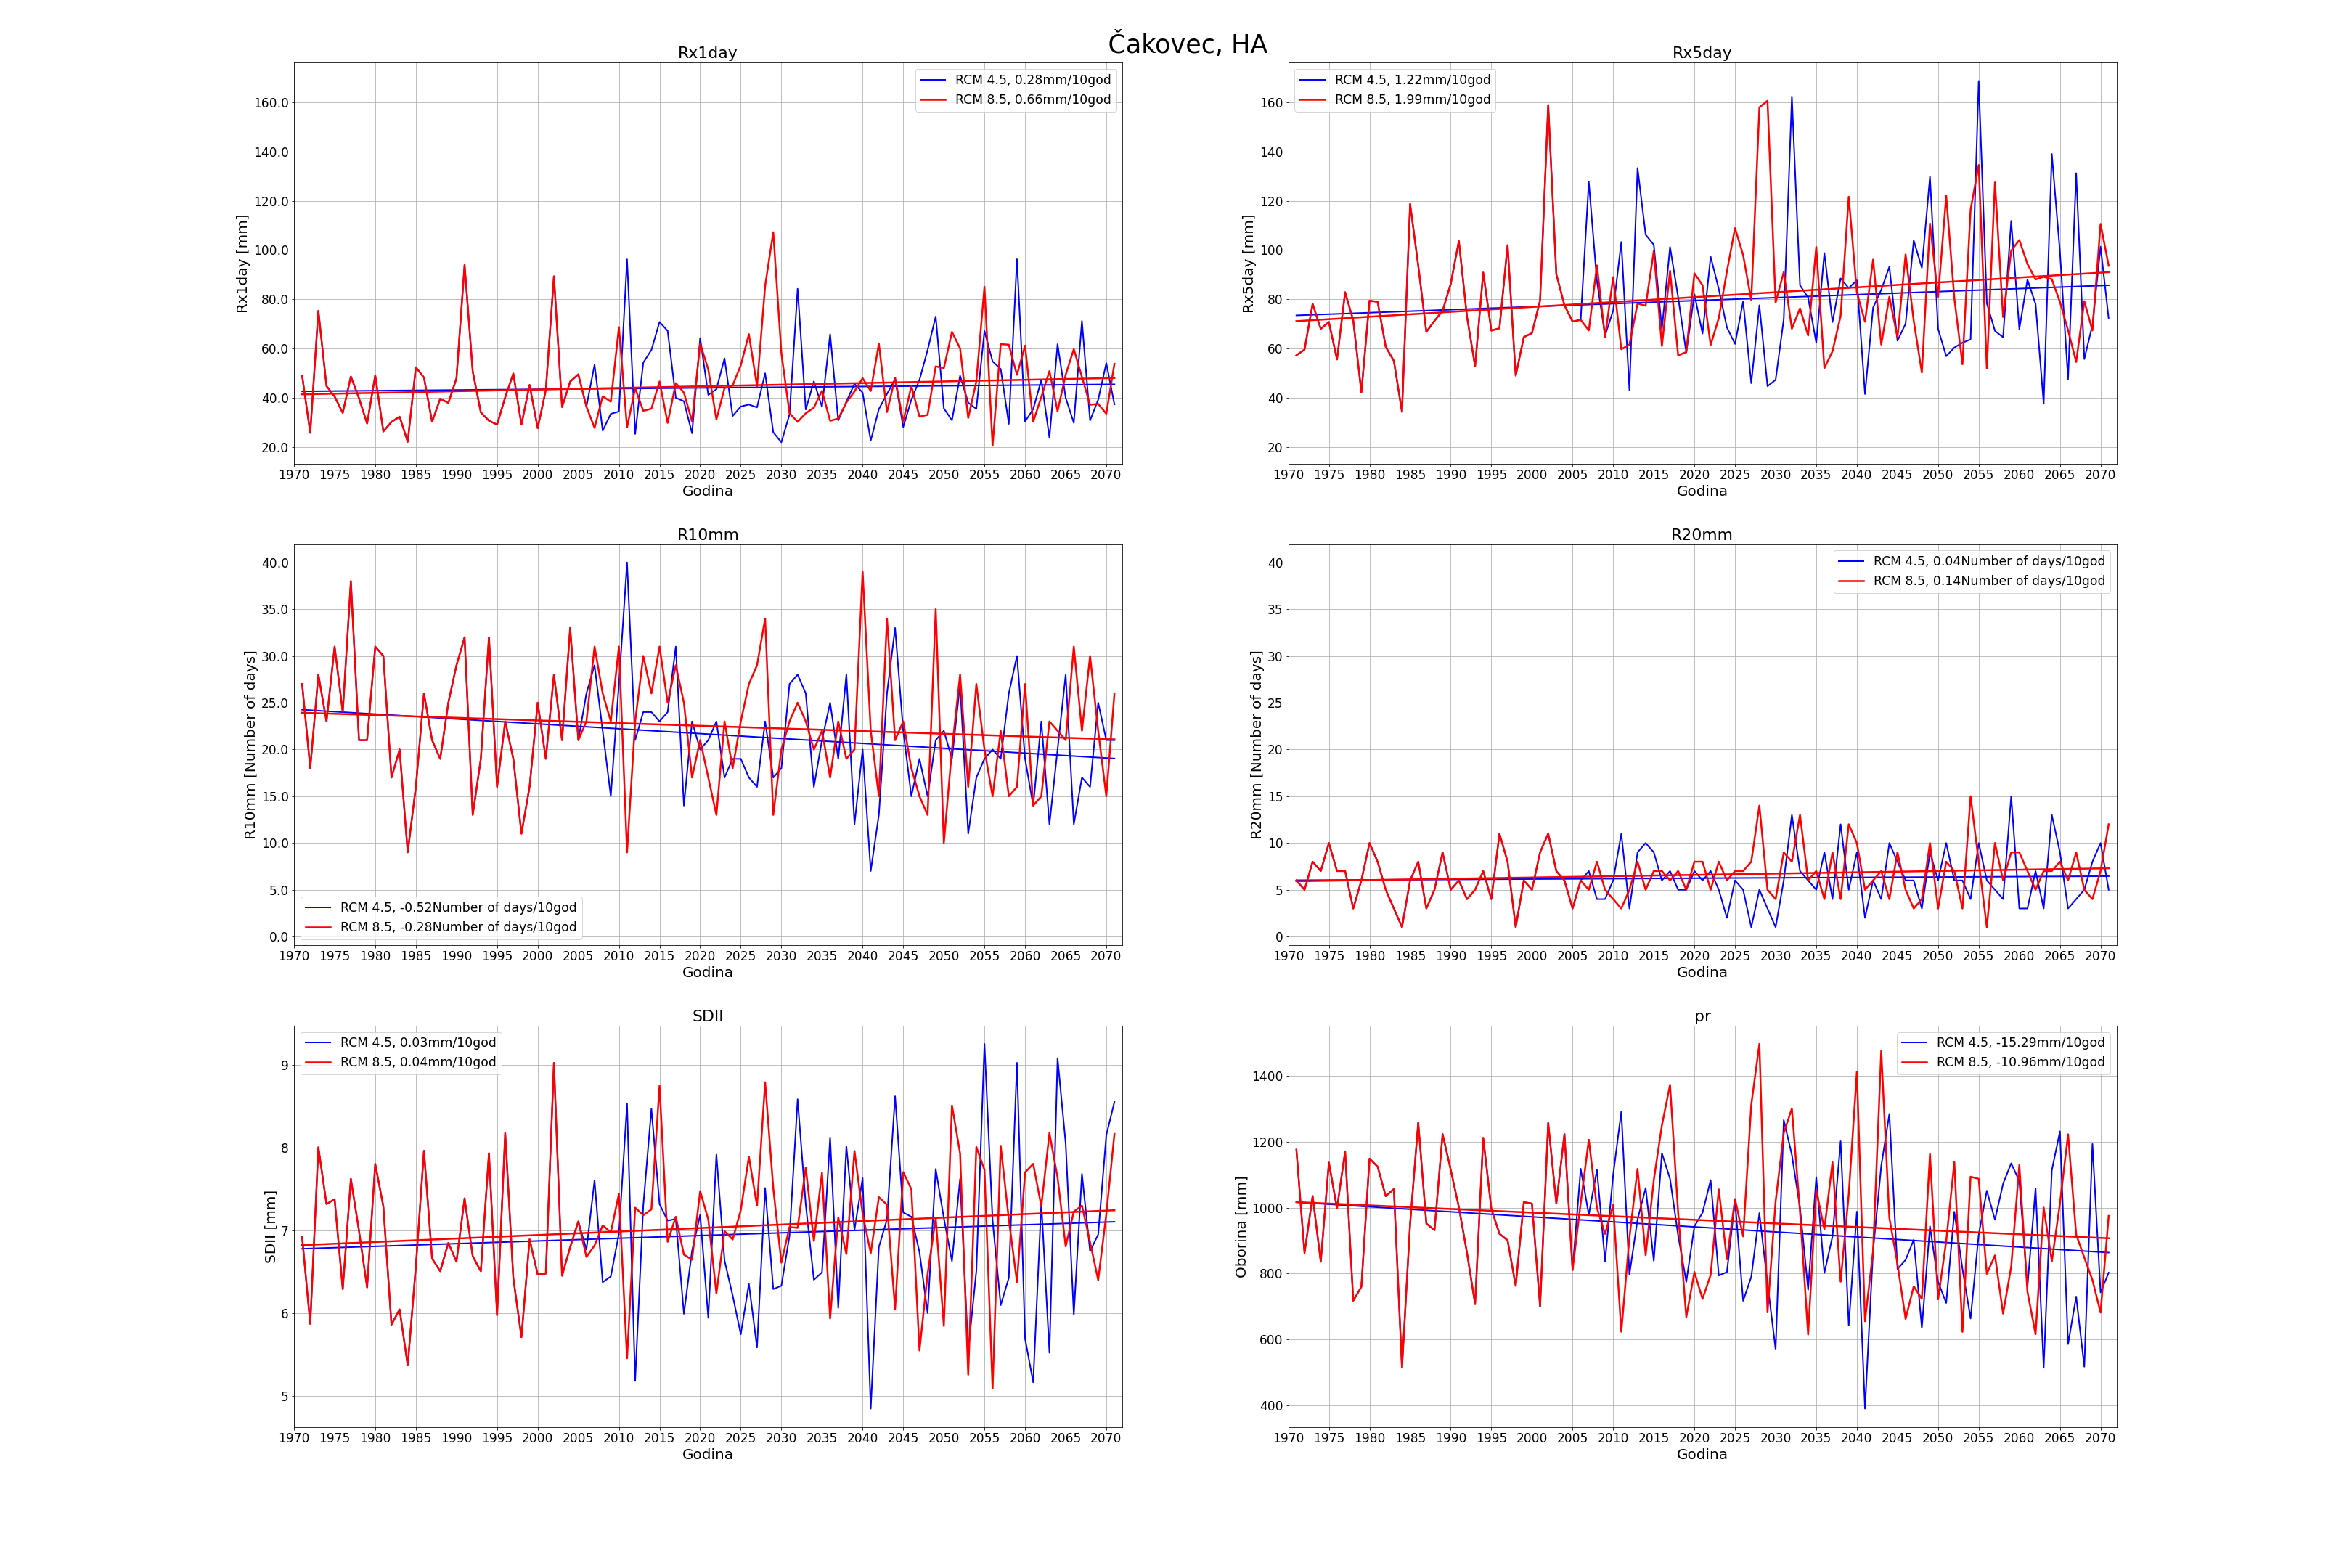 Čakovec, HA
Rx1day
RCM 4.5, 0.28mm/10god
RCM 8.5, 0.66mm/10god
160.0
140.0
120.0
100.0
80.0
60.0
40.0
20.0
Rx1day [mm]
1970 1975 1980 1985 1990 1995 2000 2005 2010 2015 2020 2025 2030 2035 2040 2045 2050 2055 2060 2065 2070
Godina
Rx5day
RCM 4.5, 1.22mm/10god
RCM 8.5, 1.99mm/10god
160
140
120
100
80
60
40
20
Rx5day [mm]
1970 1975 1980 1985 1990 1995 2000 2005 2010 2015 2020 2025 2030 2035 2040 2045 2050 2055 2060 2065 2070
Godina
R10mm
40.0
35.0
30.0
25.0
20.0
15.0
10.0
5.0
0.0
R10mm [Number of days]
RCM 4.5, -0.52Number of days/10god
RCM 8.5, -0.28Number of days/10god
1970 1975 1980 1985 1990 1995 2000 2005 2010 2015 2020 2025 2030 2035 2040 2045 2050 2055 2060 2065 2070
Godina
R20mm
RCM 4.5, 0.04Number of days/10god
RCM 8.5, 0.14Number of days/10god
40
35
30
25
20
15
10
5
0
R20mm [Number of days]
1970 1975 1980 1985 1990 1995 2000 2005 2010 2015 2020 2025 2030 2035 2040 2045 2050 2055 2060 2065 2070
Godina
SDII
RCM 4.5, 0.03mm/10god
RCM 8.5, 0.04mm/10god
9
8
7
6
5
SDII [mm]
1970 1975 1980 1985 1990 1995 2000 2005 2010 2015 2020 2025 2030 2035 2040 2045 2050 2055 2060 2065 2070
Godina
pr
RCM 4.5, -15.29mm/10god
RCM 8.5, -10.96mm/10god
1400
1200
1000
800
600
400
Oborina [mm]
1970 1975 1980 1985 1990 1995 2000 2005 2010 2015 2020 2025 2030 2035 2040 2045 2050 2055 2060 2065 2070
Godina